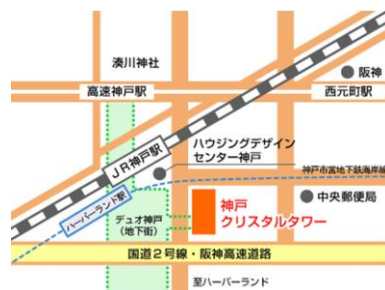 湊川神社
阪神
高速神戸駅
西元町駅
JR神戸駅
ハウジングデザイン
センター神戸
神戸市営地下鉄海岸線
ハーバーランド駅
中央郵便局
デュオ神戸
(地下街)
神戸
クリスタルタワー
国道2号線・阪神高速道路
至ハーバーランド